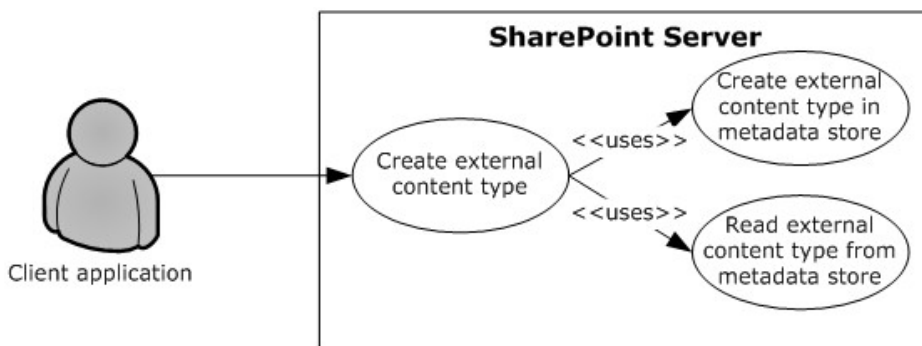 SharePoint Server
Create external
content type in
metadata store
<<uses>>
Create external
content type
<<uses>>
Read external
content type from
metadata store
Client application